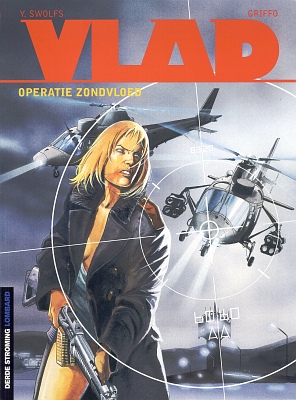 Y. SWOLFS
GRIFFO
VLAD
OPERATIE ZONDVLOED
DERDE STROMING LOMBARD